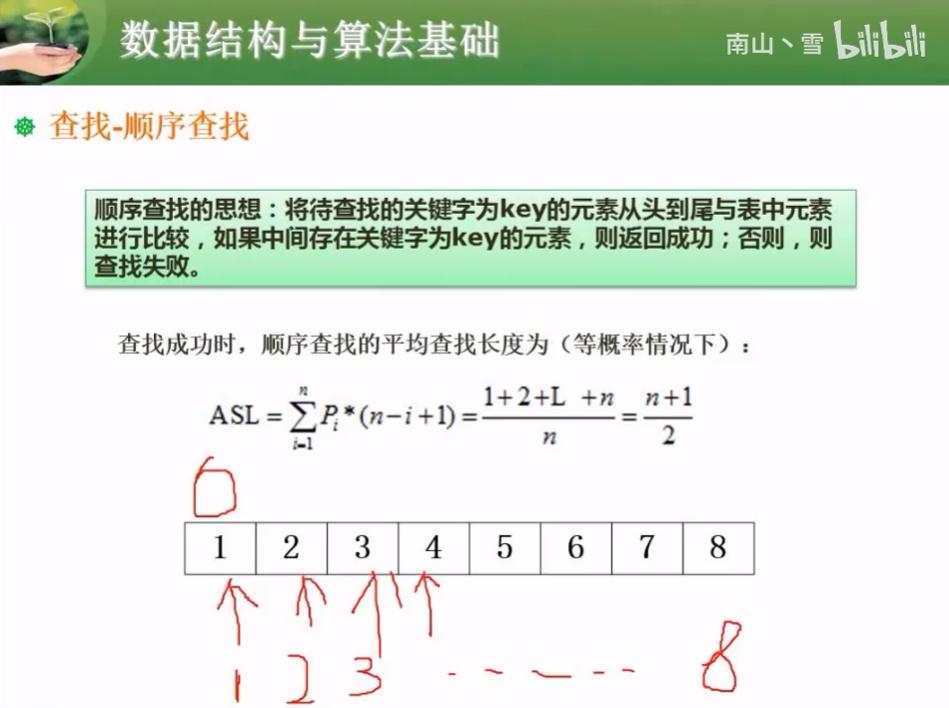 数据结构与算法基础
南山丶雪 bilibili
查找-顺序查找
顺序查找的思想：将待查找的关键字为key的元素从头到尾与表中元素
进行比较，如果中间存在关键字为key的元素，则返回成功；否则，则
查找失败。
查找成功时，顺序查找的平均查找长度为（等概率情况下）：
ASL = ∑_{i=1}^{n} P_i * (n-i+1) = (1+2+L +n)/n = (n+1)/2
1 2 3 4 5 6 7 8
1 2 3 ------ 8